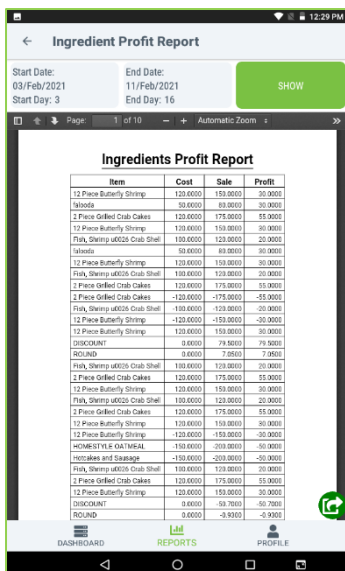 12:29 PM
Ingredient Profit Report
Start Date:
03/Feb/2021
Start Day: 3
End Date:
11/Feb/2021
End Day: 16
SHOW
Page: 1 of 10 − + Automatic Zoom
Ingredients Profit Report
Item Cost Sale Profit
12 Piece Butterfly Shrimp 120.0000 150.0000 30.0000
falooda 50.0000 80.0000 30.0000
2 Piece Grilled Crab Cakes 120.0000 175.0000 55.0000
12 Piece Butterfly Shrimp 120.0000 150.0000 30.0000
Fish, Shrimp u0026 Crab Shell 100.0000 120.0000 20.0000
falooda 50.0000 80.0000 30.0000
12 Piece Butterfly Shrimp 120.0000 150.0000 30.0000
Fish, Shrimp u0026 Crab Shell 100.0000 120.0000 20.0000
2 Piece Grilled Crab Cakes 120.0000 175.0000 55.0000
2 Piece Grilled Crab Cakes -120.0000 -175.0000 -55.0000
Fish, Shrimp u0026 Crab Shell -100.0000 -120.0000 -20.0000
12 Piece Butterfly Shrimp -120.0000 -150.0000 -30.0000
12 Piece Butterfly Shrimp 120.0000 150.0000 30.0000
DISCOUNT 0.0000 79.5000 79.5000
ROUND 0.0000 7.0500 7.0500
Fish, Shrimp u0026 Crab Shell 100.0000 120.0000 20.0000
2 Piece Grilled Crab Cakes 120.0000 175.0000 55.0000
12 Piece Butterfly Shrimp 120.0000 150.0000 30.0000
Fish, Shrimp u0026 Crab Shell 100.0000 120.0000 20.0000
2 Piece Grilled Crab Cakes 120.0000 175.0000 55.0000
12 Piece Butterfly Shrimp 120.0000 150.0000 30.0000
12 Piece Butterfly Shrimp -120.0000 -150.0000 -30.0000
HOMESTYLE OATMEAL -150.0000 -200.0000 -50.0000
Hotcakes and Sausage -150.0000 -200.0000 -50.0000
Fish, Shrimp u0026 Crab Shell 100.0000 120.0000 20.0000
2 Piece Grilled Crab Cakes 120.0000 175.0000 55.0000
12 Piece Butterfly Shrimp 120.0000 150.0000 30.0000
DISCOUNT 0.0000 -50.7000 -50.7000
ROUND 0.0000 -0.9300 -0.9300
DASHBOARD REPORTS PROFILE